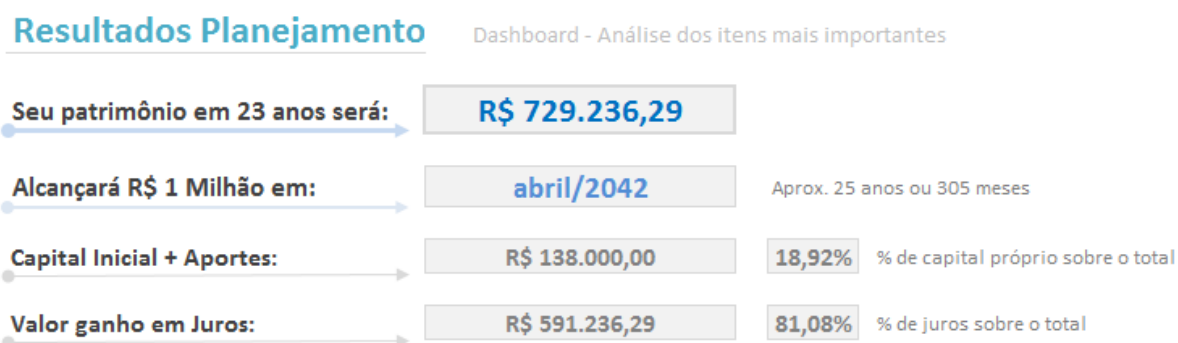 Resultados Planejamento Dashboard - Análise dos itens mais importantes
Seu patrimônio em 23 anos será: R$ 729.236,29
Alcançará R$ 1 Milhão em: abril/2042 Aprox. 25 anos ou 305 meses
Capital Inicial + Aportes: R$ 138.000,00 18,92% % de capital próprio sobre o total
Valor ganho em Juros: R$ 591.236,29 81,08% % de juros sobre o total